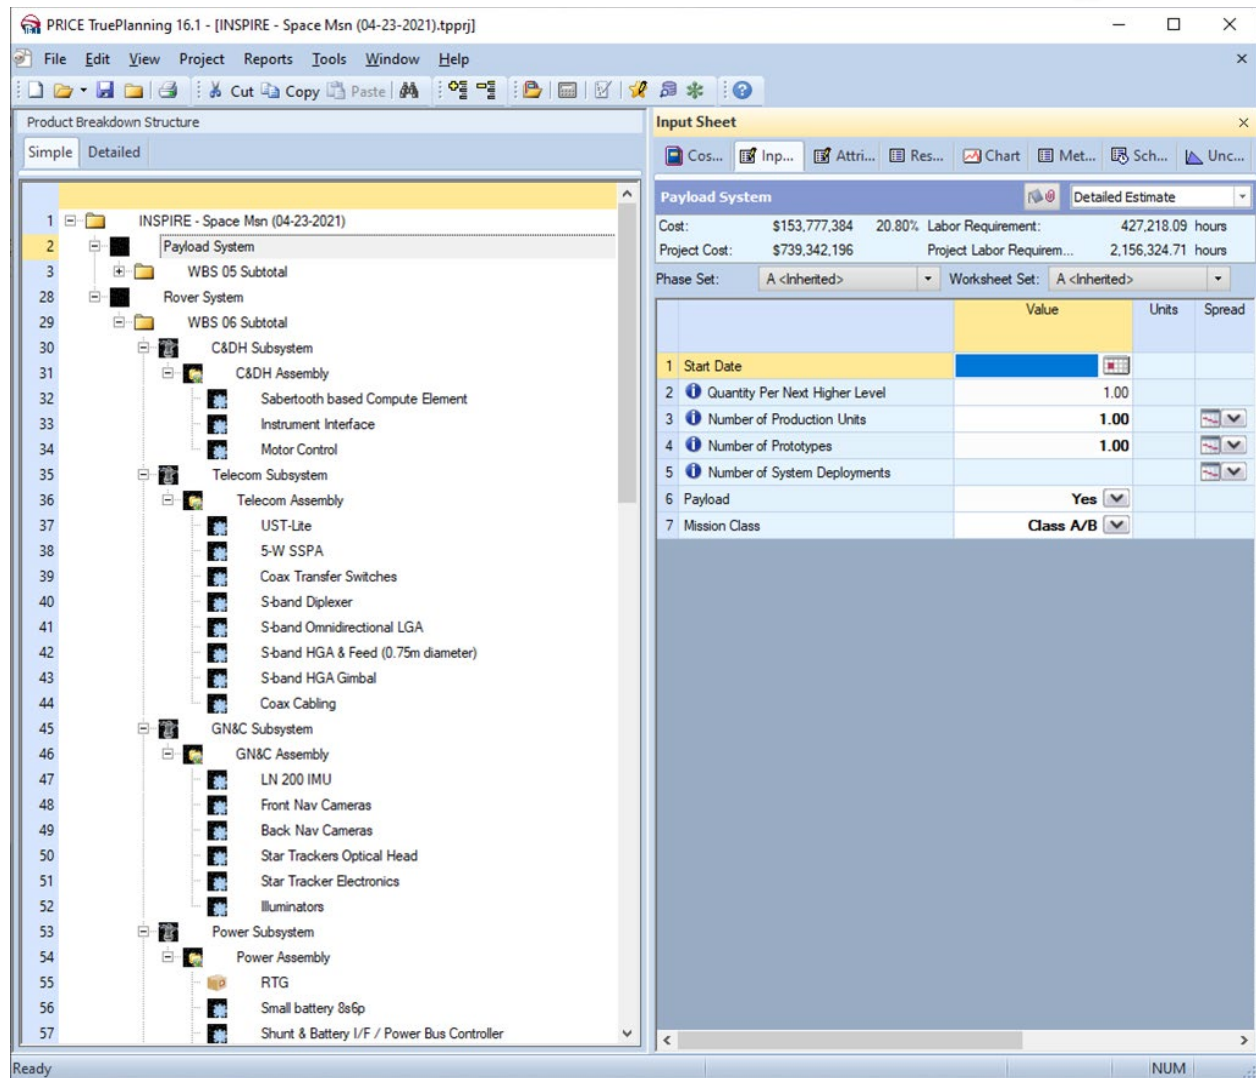 PRICE TruePlanning 16.1 - [INSPIRE - Space Msn (04-23-2021).tpprj]
File Edit View Project Reports Tools Window Help
Cut Copy Paste
Product Breakdown Structure
Simple Detailed
1 INSPIRE - Space Msn (04-23-2021)
2 Payload System
3 WBS 05 Subtotal
28 Rover System
29 WBS 06 Subtotal
30 C&DH Subsystem
31 C&DH Assembly
32 Sabertooth based Compute Element
33 Instrument Interface
34 Motor Control
35 Telecom Subsystem
36 Telecom Assembly
37 UST-Lite
38 5-W SSPA
39 Coax Transfer Switches
40 S-band Diplexer
41 S-band Omnidirectional LGA
42 S-band HGA & Feed (0.75m diameter)
43 S-band HGA Gimbal
44 Coax Cabling
45 GN&C Subsystem
46 GN&C Assembly
47 LN 200 IMU
48 Front Nav Cameras
49 Back Nav Cameras
50 Star Trackers Optical Head
51 Star Tracker Electronics
52 Illuminators
53 Power Subsystem
54 Power Assembly
55 RTG
56 Small battery 8s6p
57 Shunt & Battery I/F / Power Bus Controller
Input Sheet
Cos... Inp... Attri... Res... Chart Met... Sch... Unc...
Payload System Detailed Estimate
Cost: $153,777,384 20.80% Labor Requirement: 427,218.09 hours
Project Cost: $739,342,196 Project Labor Requirem... 2,156,324.71 hours
Phase Set: A <Inherited> Worksheet Set: A <Inherited>
Value Units Spread
1 Start Date
2 Quantity Per Next Higher Level 1.00
3 Number of Production Units 1.00
4 Number of Prototypes 1.00
5 Number of System Deployments
6 Payload Yes
7 Mission Class Class A/B
Ready NUM